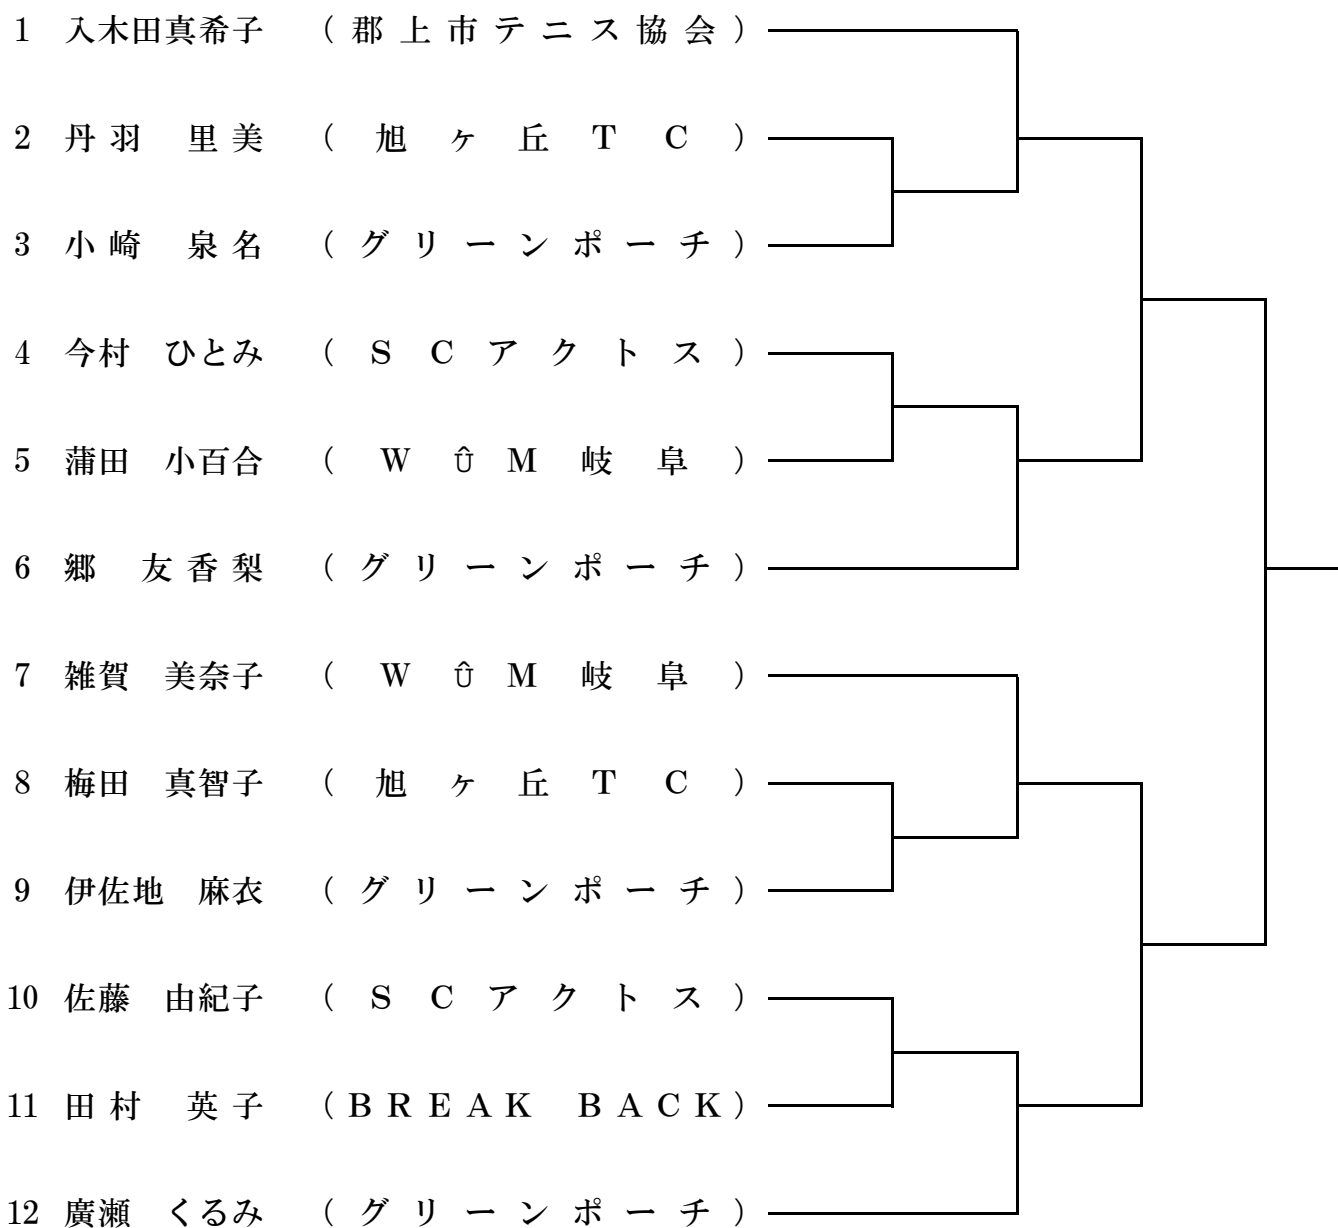 1 入木田真希子 (郡上市テニス協会)
2 丹羽 里美 (旭ヶ丘TC)
3 小崎 泉名 (グリーンポーチ)
4 今村 ひとみ (SCアクトス)
5 蒲田 小百合 (WÛM岐阜)
6 郷 友香梨 (グリーンポーチ)
7 雑賀 美奈子 (WÛM岐阜)
8 梅田 真智子 (旭ヶ丘TC)
9 伊佐地 麻衣 (グリーンポーチ)
10 佐藤 由紀子 (SCアクトス)
11 田村 英子 (BREAK BACK)
12 廣瀬 くるみ (グリーンポーチ)